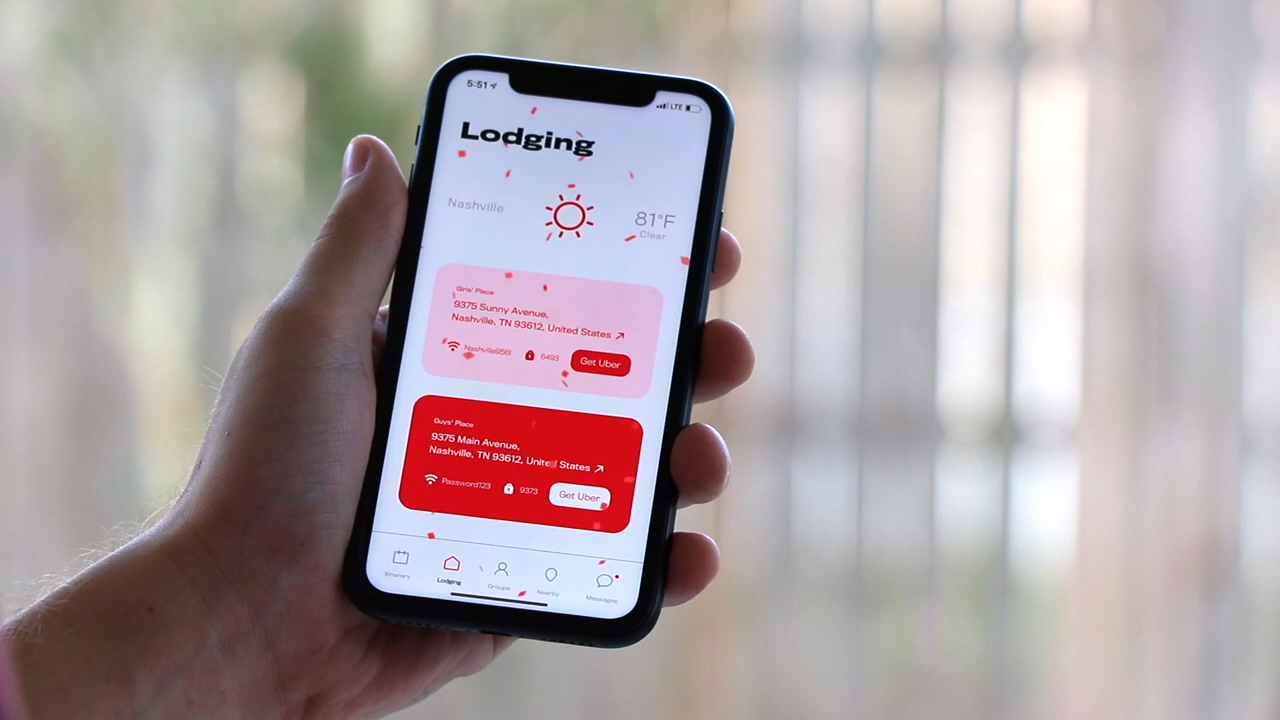 5:51
LTE
Lodging
Nashville
81°F
Clear
Girls' Place
9375 Sunny Avenue,
Nashville, TN 93612, United States
6493
Get Uber
Guys' Place
9375 Main Avenue,
Nashville, TN 93612, United States
Password123
9373
Get Uber
Itinerary
Lodging
Groups
Nearby
Messages